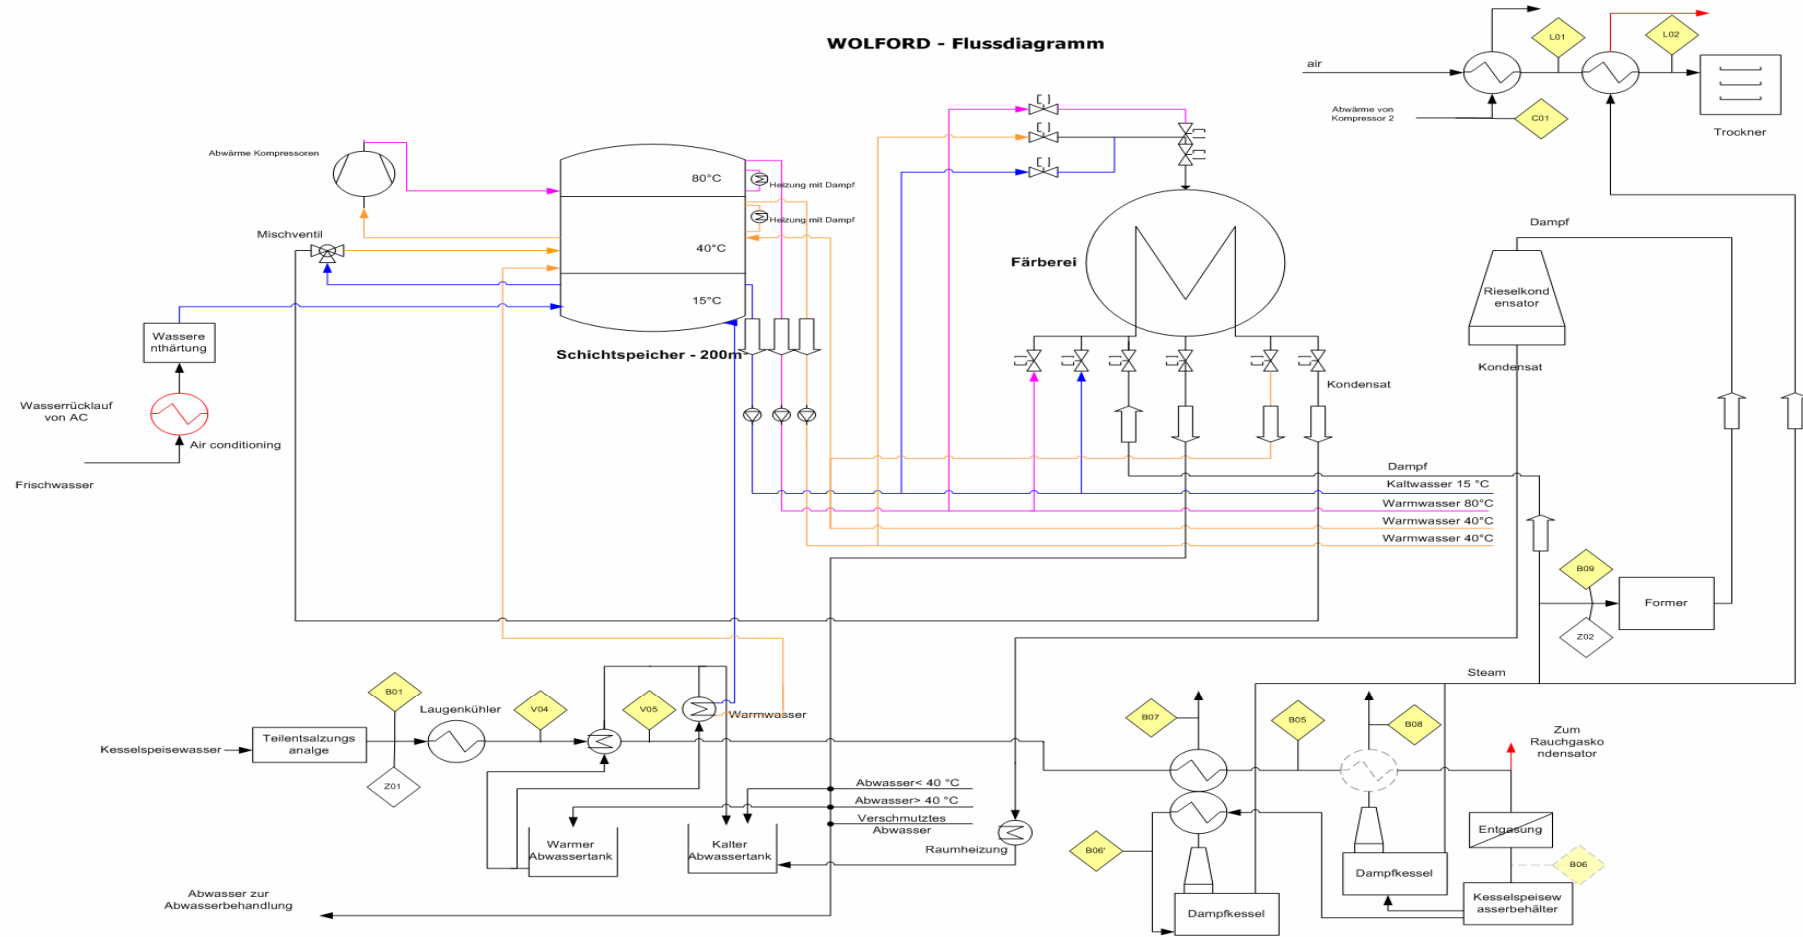 WOLFORD - Flussdiagramm
L01
L02
air
Abwärme von
Kompressor 2
C01
Trockner
Abwärme Kompressoren
80°C
Heizung mit Dampf
Heizung mit Dampf
Mischventil
40°C
15°C
Färberei
Dampf
Rieselkond
ensator
Kondensat
Wassere
nthärtung
Schichtspeicher - 200m³
Kondensat
Wasserrücklauf
von AC
Air conditioning
Frischwasser
Dampf
Kaltwasser 15 °C
Warmwasser 80°C
Warmwasser 40°C
Warmwasser 40°C
B09
Former
Z02
Steam
B01
Laugenkühler
V04
V05
Warmwasser
B07
B05
B08
Zum
Rauchgasko
ndensator
Kesselspeisewasser
Teilentsalzungs
analge
Z01
Abwasser< 40 °C
Abwasser> 40 °C
Verschmutztes
Abwasser
Warmer
Abwassertank
Kalter
Abwassertank
Raumheizung
B06'
Entgasung
B06
Dampfkessel
Dampfkessel
Kesselspeisew
asserbehälter
Abwasser zur
Abwasserbehandlung